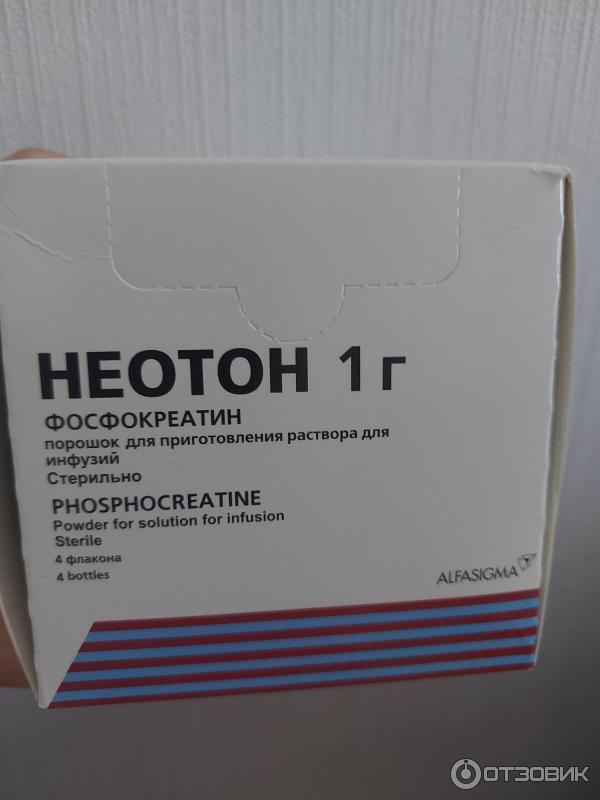 НЕОТОН 1 г
ФОСФОКРЕАТИН
порошок для приготовления раствора для
инфузий
Стерильно
PHOSPHOCREATINE
Powder for solution for infusion
Sterile
4 флакона
4 bottles
ALFASIGMA
ОТЗОВИК